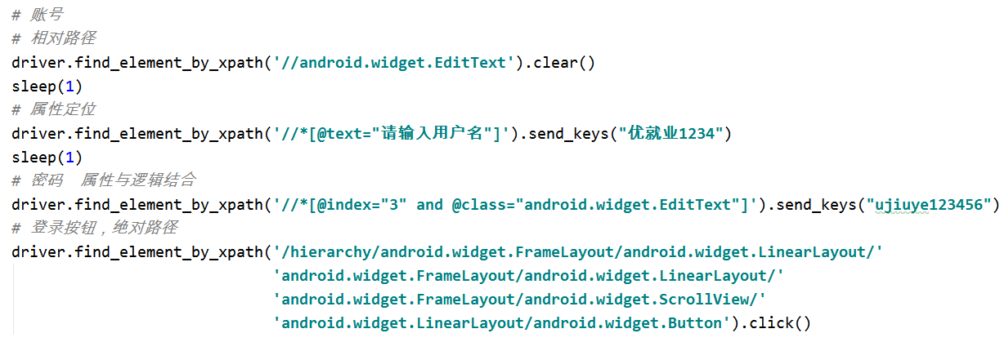 # 账号
# 相对路径
driver.find_element_by_xpath('//android.widget.EditText').clear()
sleep(1)
# 属性定位
driver.find_element_by_xpath('//*[@text="请输入用户名"]').send_keys("优就业1234")
sleep(1)
# 密码  属性与逻辑结合
driver.find_element_by_xpath('//*[@index="3" and @class="android.widget.EditText"]').send_keys("ujiuye123456")
# 登录按钮，绝对路径
driver.find_element_by_xpath('/hierarchy/android.widget.FrameLayout/android.widget.LinearLayout/'
                             'android.widget.FrameLayout/android.widget.LinearLayout/'
                             'android.widget.FrameLayout/android.widget.ScrollView/'
                             'android.widget.LinearLayout/android.widget.Button').click()